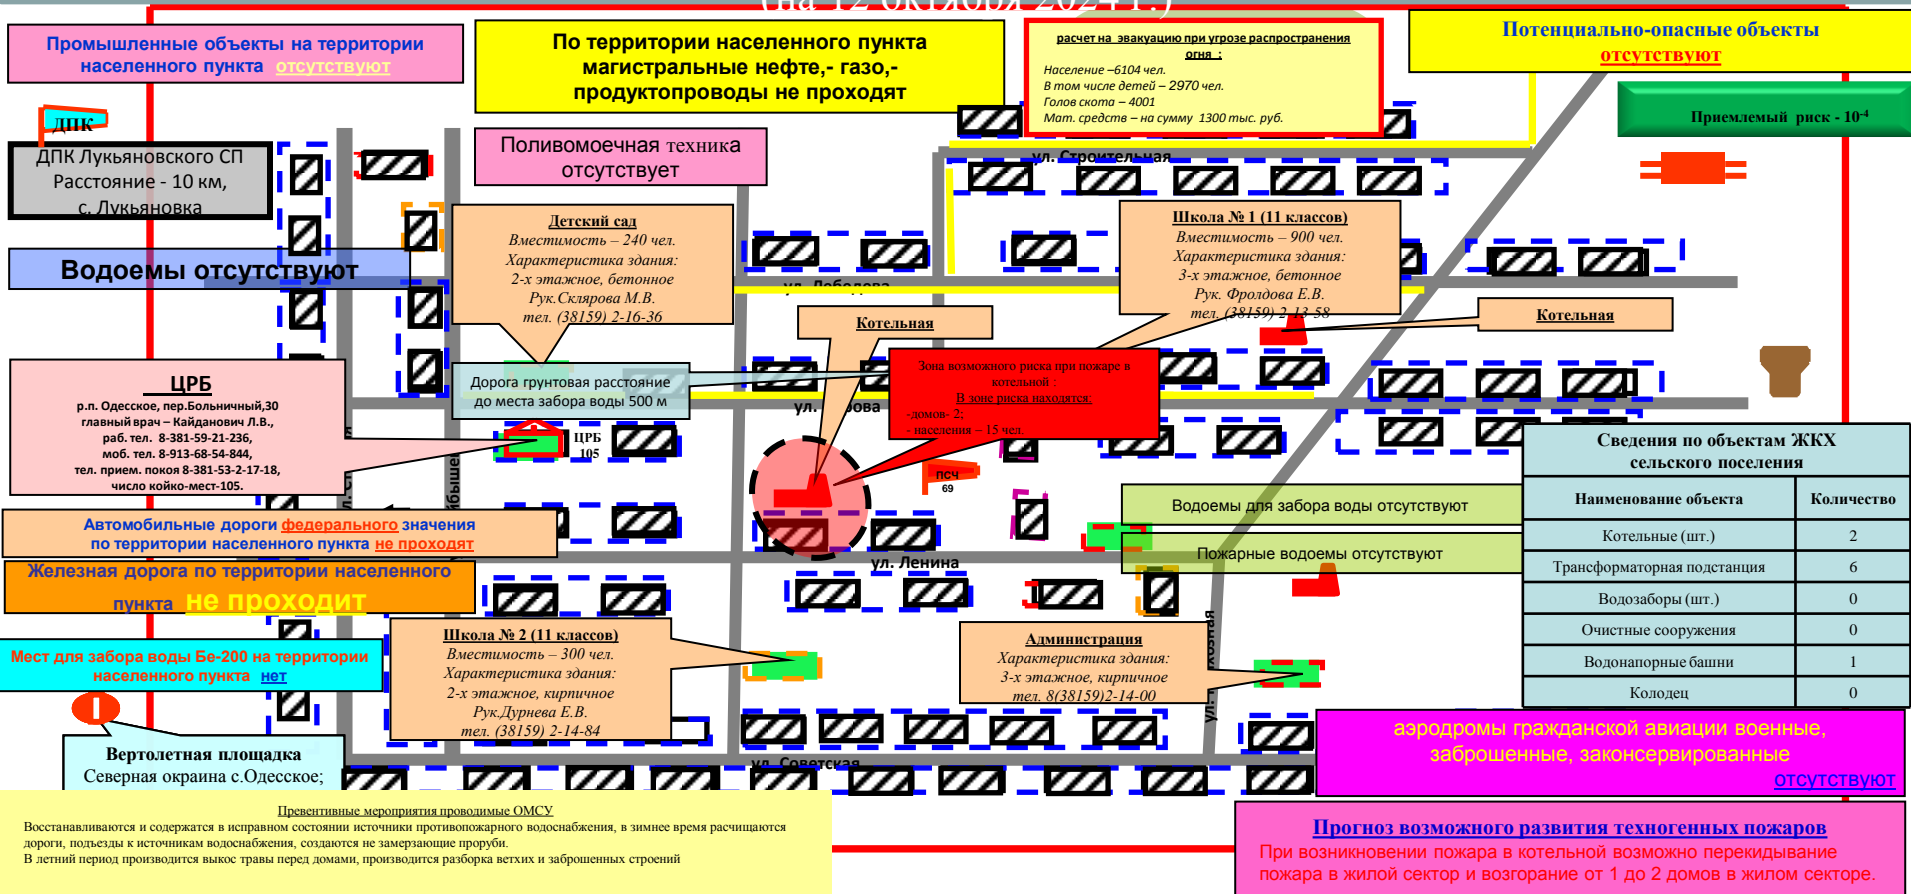 (на 12 октября 2024 г.)
Промышленные объекты на территории
населенного пункта отсутствуют
По территории населенного пункта
магистральные нефте,- газо,-
продуктопроводы не проходят
расчет на эвакуацию при угрозе распространения
огня :
Население –6104 чел.
В том числе детей – 2970 чел.
Голов скота – 4001
Мат. средств – на сумму 1300 тыс. руб.
Потенциально-опасные объекты
отсутствуют
Приемлемый риск - 10-4
ДПК
ДПК Лукьяновского СП
Расстояние - 10 км,
с. Лукьяновка
Поливомоечная техника
отсутствует
ул. Строительная
Водоемы отсутствуют
Детский сад
Вместимость – 240 чел.
Характеристика здания:
2-х этажное, бетонное
Рук.Склярова М.В.
тел. (38159) 2-16-36
Школа № 1 (11 классов)
Вместимость – 900 чел.
Характеристика здания:
3-х этажное, бетонное
Рук. Фролдова Е.В.
тел. (38159) 2-13-58
ул.
Котельная
Котельная
ЦРБ
р.п. Одесское, пер.Больничный,30
главный врач – Кайданович Л.В.,
раб. тел. 8-381-59-21-236,
моб. тел. 8-913-68-54-844,
тел. прием. покоя 8-381-53-2-17-18,
число койко-мест-105.
Дорога грунтовая расстояние
до места забора воды 500 м
Зона возможного риска при пожаре в
котельной :
В зоне риска находятся:
-домов- 2;
- населения – 15 чел.
ул.
ЦРБ
105
ПСЧ
69
Водоемы для забора воды отсутствуют
Пожарные водоемы отсутствуют
ул. Ленина
Автомобильные дороги федерального значения
по территории населенного пункта не проходят
Железная дорога по территории населенного
пункта не проходит
Мест для забора воды Бе-200 на территории
населенного пункта нет
Школа № 2 (11 классов)
Вместимость – 300 чел.
Характеристика здания:
2-х этажное, кирпичное
Рук.Дурнева Е.В.
тел. (38159) 2-14-84
Администрация
Характеристика здания:
3-х этажное, кирпичное
тел. 8(38159)2-14-00
Сведения по объектам ЖКХ
сельского поселения
Наименование объекта Количество
Котельные (шт.) 2
Трансформаторная подстанция 6
Водозаборы (шт.) 0
Очистные сооружения 0
Водонапорные башни 1
Колодец 0
Вертолетная площадка
Северная окраина с.Одесское;
ул. Советская
аэродромы гражданской авиации военные,
заброшенные, законсервированные
отсутствуют
Превентивные мероприятия проводимые ОМСУ
Восстанавливаются и содержатся в исправном состоянии источники противопожарного водоснабжения, в зимнее время расчищаются
дороги, подъезды к источникам водоснабжения, создаются не замерзающие проруби.
В летний период производится выкос травы перед домами, производится разборка ветхих и заброшенных строений
Прогноз возможного развития техногенных пожаров
При возникновении пожара в котельной возможно перекидывание
пожара в жилой сектор и возгорание от 1 до 2 домов в жилом секторе.